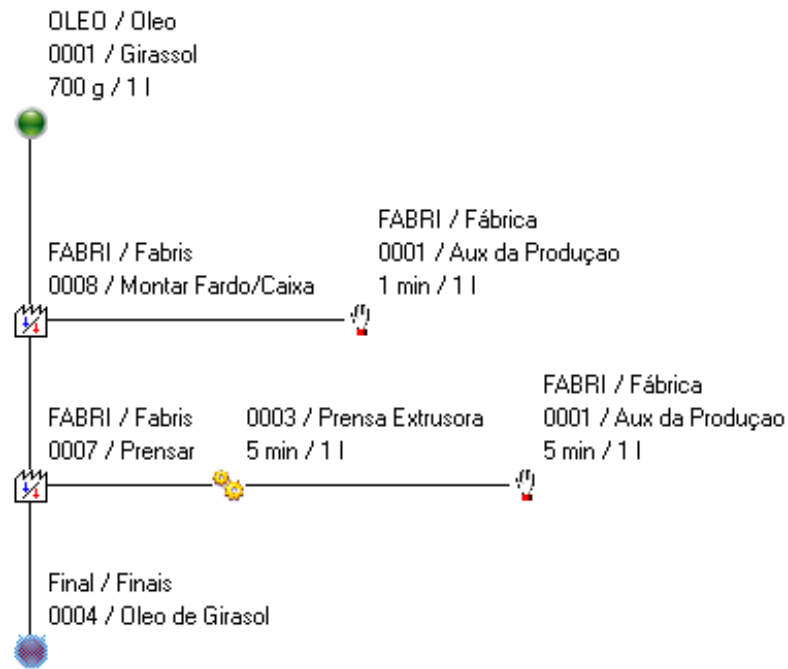 OLEO / Oleo
0001 / Girassol
700 g / 1 l
FABRI / Fábrica
0001 / Aux da Produçao
1 min / 1 l
FABRI / Fabris
0008 / Montar Fardo/Caixa
FABRI / Fábrica
0001 / Aux da Produçao
5 min / 1 l
FABRI / Fabris
0007 / Prensar
0003 / Prensa Extrusora
5 min / 1 l
Final / Finais
0004 / Oleo de Girasol